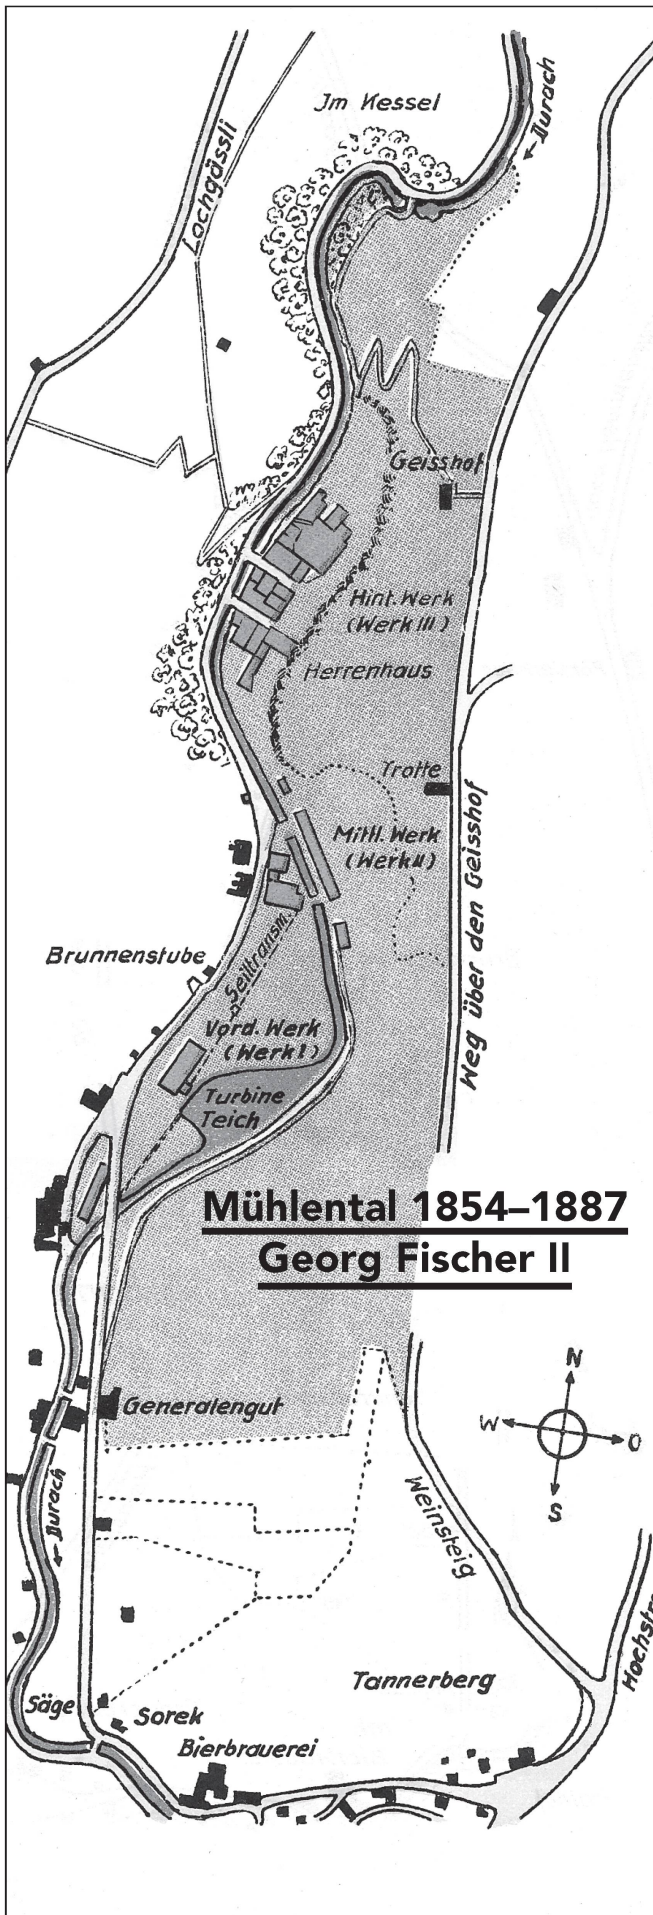 Jm Kessel
← Durach
Lochgässli
Geisshof
Hint. Werk
(Werk III)
Herrenhaus
Trotte
Mittl. Werk
(Werk II)
Weg über den Geisshof
Brunnenstube
Seiltransm.
Vord. Werk
(Werk I)
Turbine
Teich
Mühlental 1854–1887
Georg Fischer II
N
W
O
S
Generalengut
← Durach
Weinsteig
Hochstr
Tannerberg
Säge
Sorek
Bierbrauerei